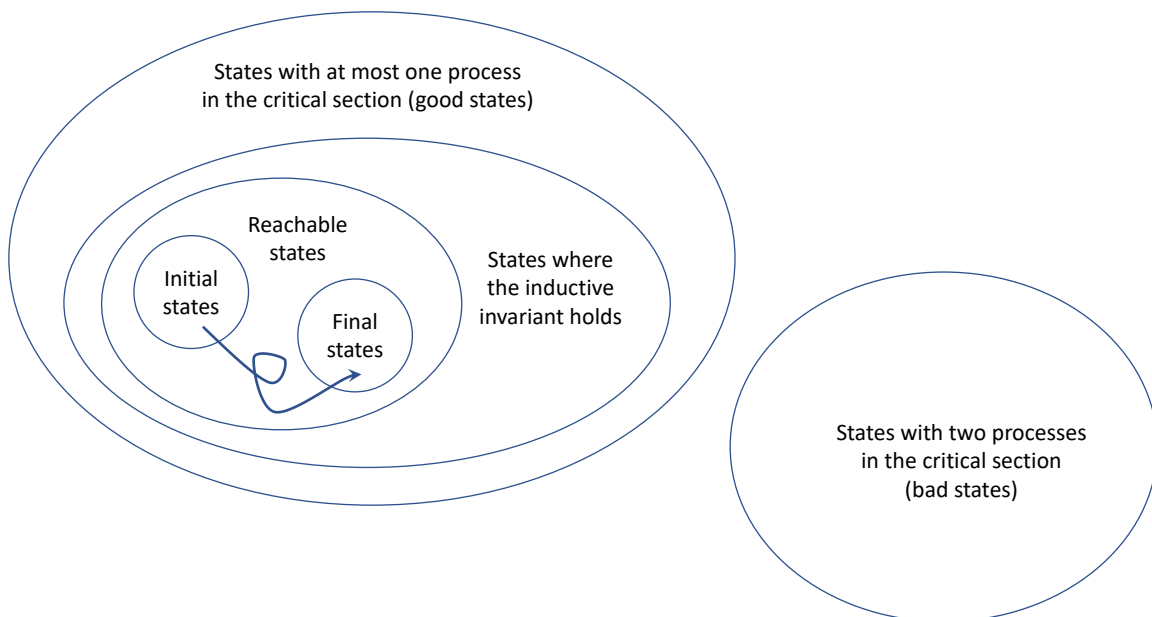 States with at most one process
in the critical section (good states)
Reachable
states
Initial
states
States where
the inductive
invariant holds
Final
states
States with two processes
in the critical section
(bad states)